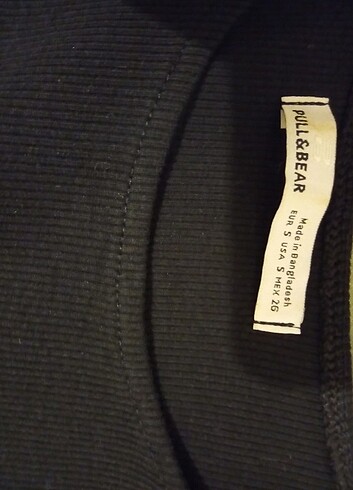 PULL&BEAR
Made in Bangladesh
EUR S USA S MEX 26